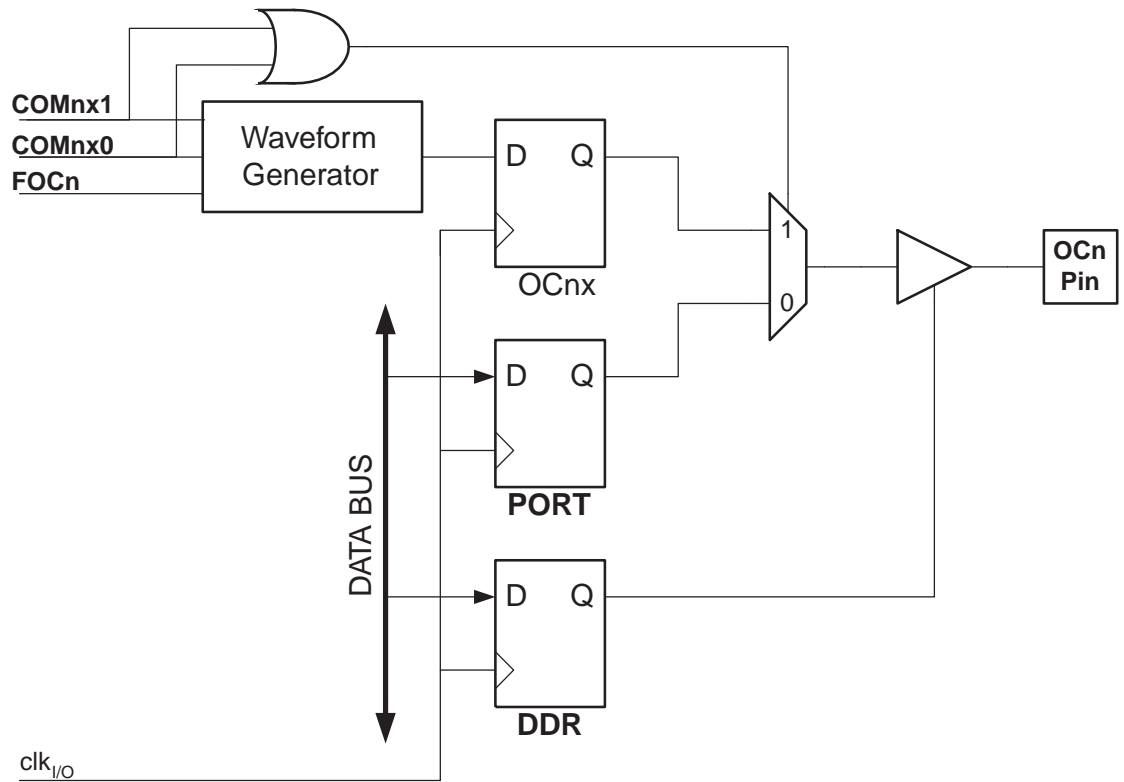 COMnx1
COMnx0
FOCn
Waveform
Generator
D Q
OCnx
1
0
OCn
Pin
DATA BUS
D Q
PORT
D Q
DDR
clkI/O